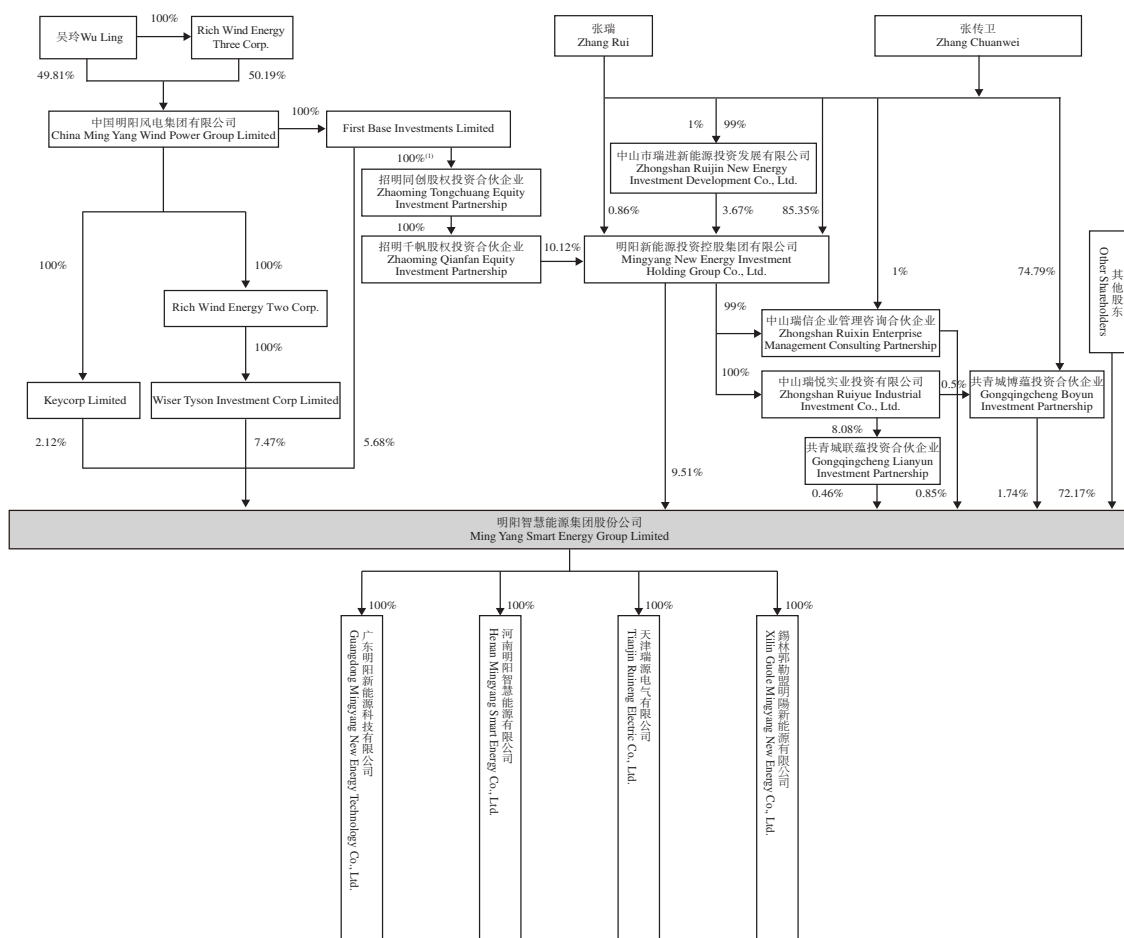 吴玲Wu Ling
100%
Rich Wind Energy
Three Corp.
张瑞
Zhang Rui
张传卫
Zhang Chuanwei
49.81%
50.19%
中国明阳风电集团有限公司
China Ming Yang Wind Power Group Limited
100%
First Base Investments Limited
1%
99%
100%(1)
中山市瑞进新能源投资发展有限公司
Zhongshan Ruijin New Energy
Investment Development Co., Ltd.
招明同创股权投资合伙企业
Zhaoming Tongchuang Equity
Investment Partnership
0.86%
3.67%
85.35%
100%
招明千帆股权投资合伙企业
Zhaoming Qianfan Equity
Investment Partnership
10.12%
明阳新能源投资控股集团有限公司
Mingyang New Energy Investment
Holding Group Co., Ltd.
100%
100%
1%
74.79%
其他股东
Other Shareholders
Rich Wind Energy Two Corp.
99%
中山瑞信企业管理咨询合伙企业
Zhongshan Ruixin Enterprise
Management Consulting Partnership
100%
100%
中山瑞悦实业投资有限公司
Zhongshan Ruiyue Industrial
Investment Co., Ltd.
0.5%
共青城博蕴投资合伙企业
Gongqingcheng Boyun
Investment Partnership
Keycorp Limited
Wiser Tyson Investment Corp Limited
8.08%
2.12%
7.47%
5.68%
共青城联蕴投资合伙企业
Gongqingcheng Lianyun
Investment Partnership
9.51%
0.46%
0.85%
1.74%
72.17%
明阳智慧能源集团股份公司
Ming Yang Smart Energy Group Limited
100%
100%
100%
100%
广东明阳新能源科技有限公司
Guangdong Mingyang New Energy Technology Co., Ltd.
河南明阳智慧能源有限公司
Henan Mingyang Smart Energy Co., Ltd.
天津瑞源电气有限公司
Tianjin Ruineng Electric Co., Ltd.
錫林郭勒盟明陽新能源有限公司
Xilin Guole Mingyang New Energy Co., Ltd.